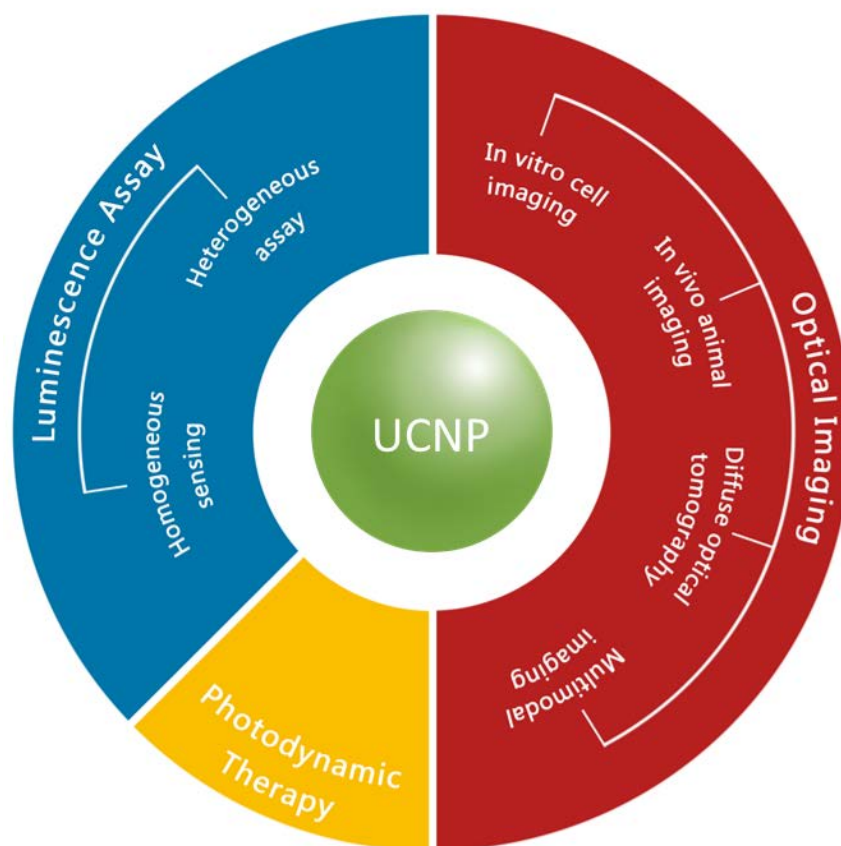 Luminescence Assay
Heterogeneous
assay
Homogeneous
sensing
UCNP
Optical Imaging
In vitro cell
imaging
In vivo animal
imaging
Diffuse optical
tomography
Multimodal
imaging
Photodynamic
Therapy